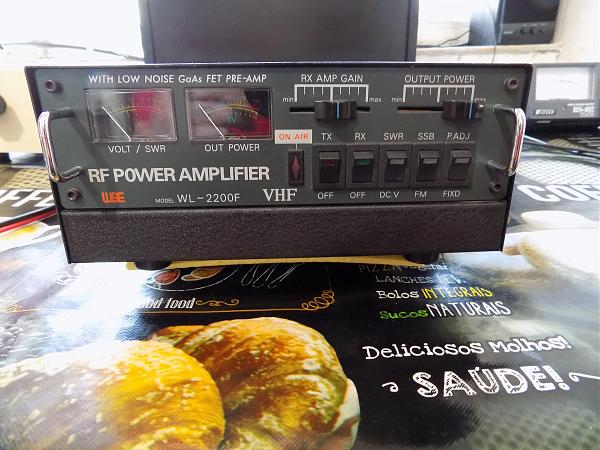 WITH LOW NOISE GaAs FET PRE-AMP
RX AMP GAIN
OUTPUT POWER
min max
min max
VOLT / SWR
OUT POWER
ON AIR
TX RX SWR SSB P.ADJ
RF POWER AMPLIFIER
OFF OFF DC.V FM FIXD
MODEL WL-2200F
VHF
LANCHES
Bolos INTEGRAIS
Sucos NATURAIS
food
Deliciosos Molhos!
SAÚDE!